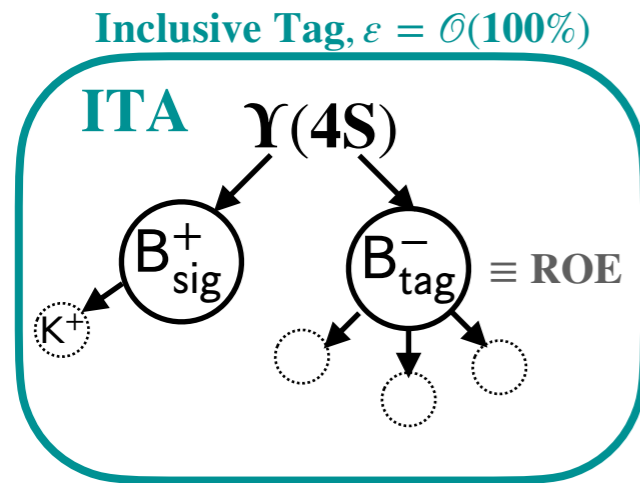 Inclusive Tag, ε = 𝒪(100%)
ITA
ϒ(4S)
B⁺sig
B⁻tag ≡ ROE
K⁺